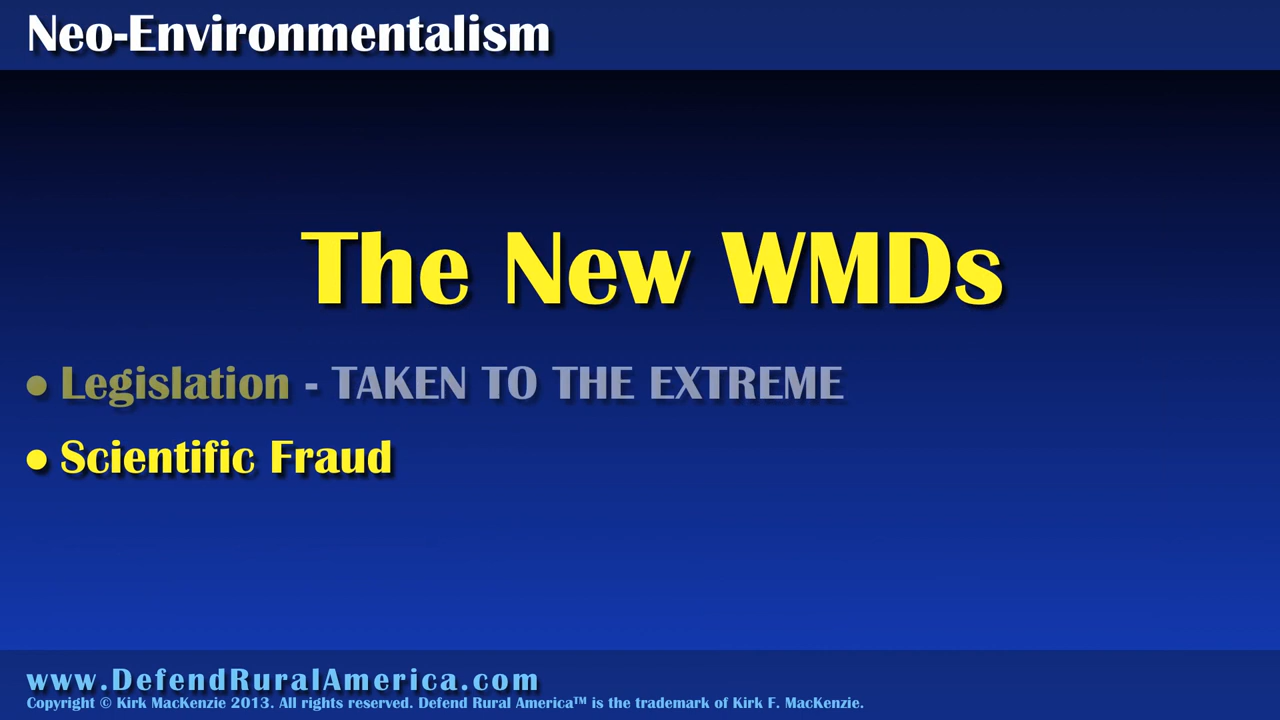 Neo-Environmentalism
The New WMDs
• Legislation - TAKEN TO THE EXTREME
• Scientific Fraud
www.DefendRuralAmerica.com
Copyright © Kirk MacKenzie 2013. All rights reserved. Defend Rural America™ is the trademark of Kirk F. MacKenzie.